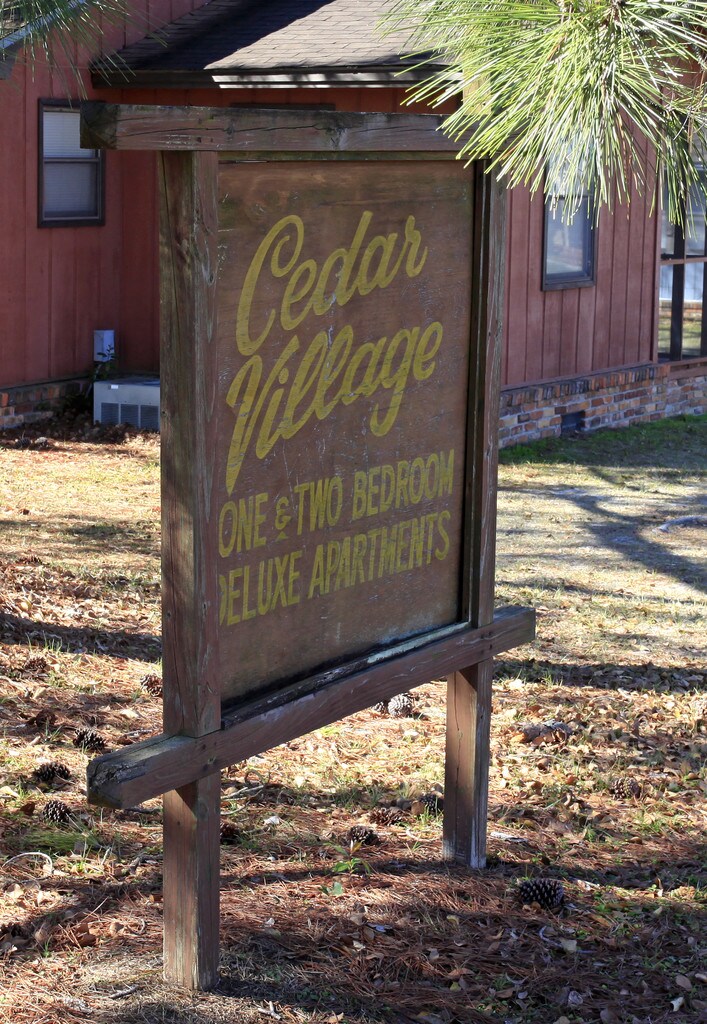 Cedar
Village
ONE & TWO BEDROOM
DELUXE APARTMENTS